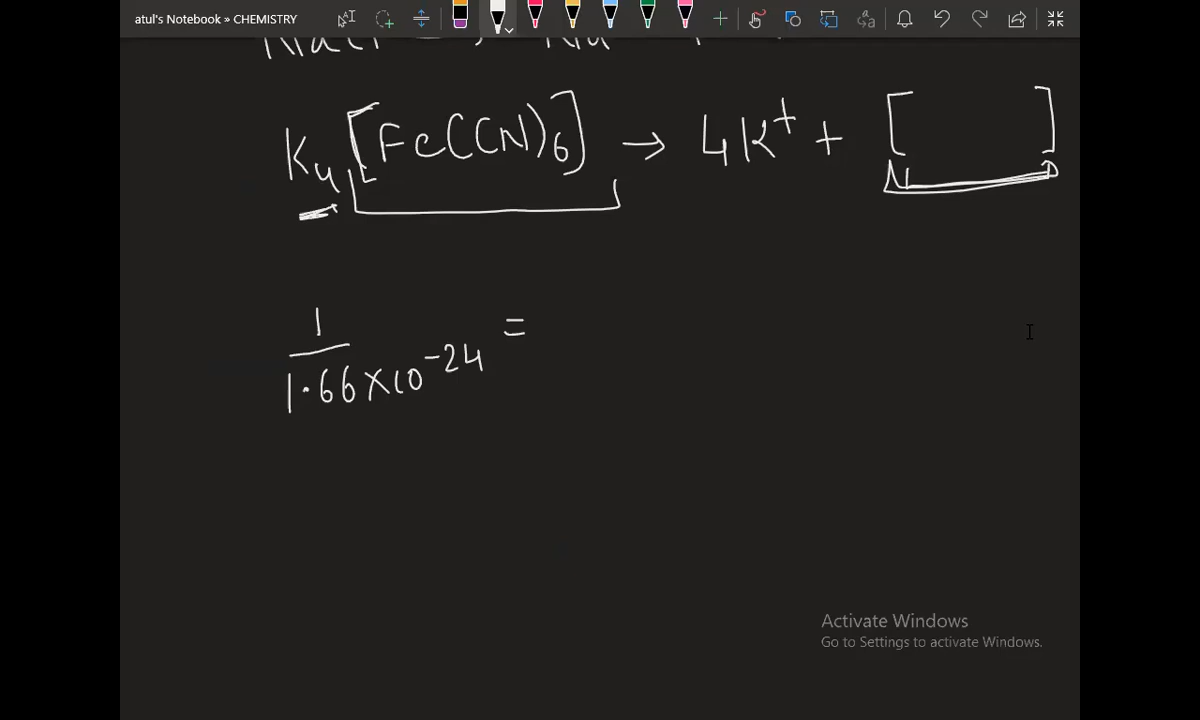 atul's Notebook » CHEMISTRY
K4[Fe(CN)6] → 4K+ + [ ]
1
= 
1.66×10-24
Activate Windows
Go to Settings to activate Windows.